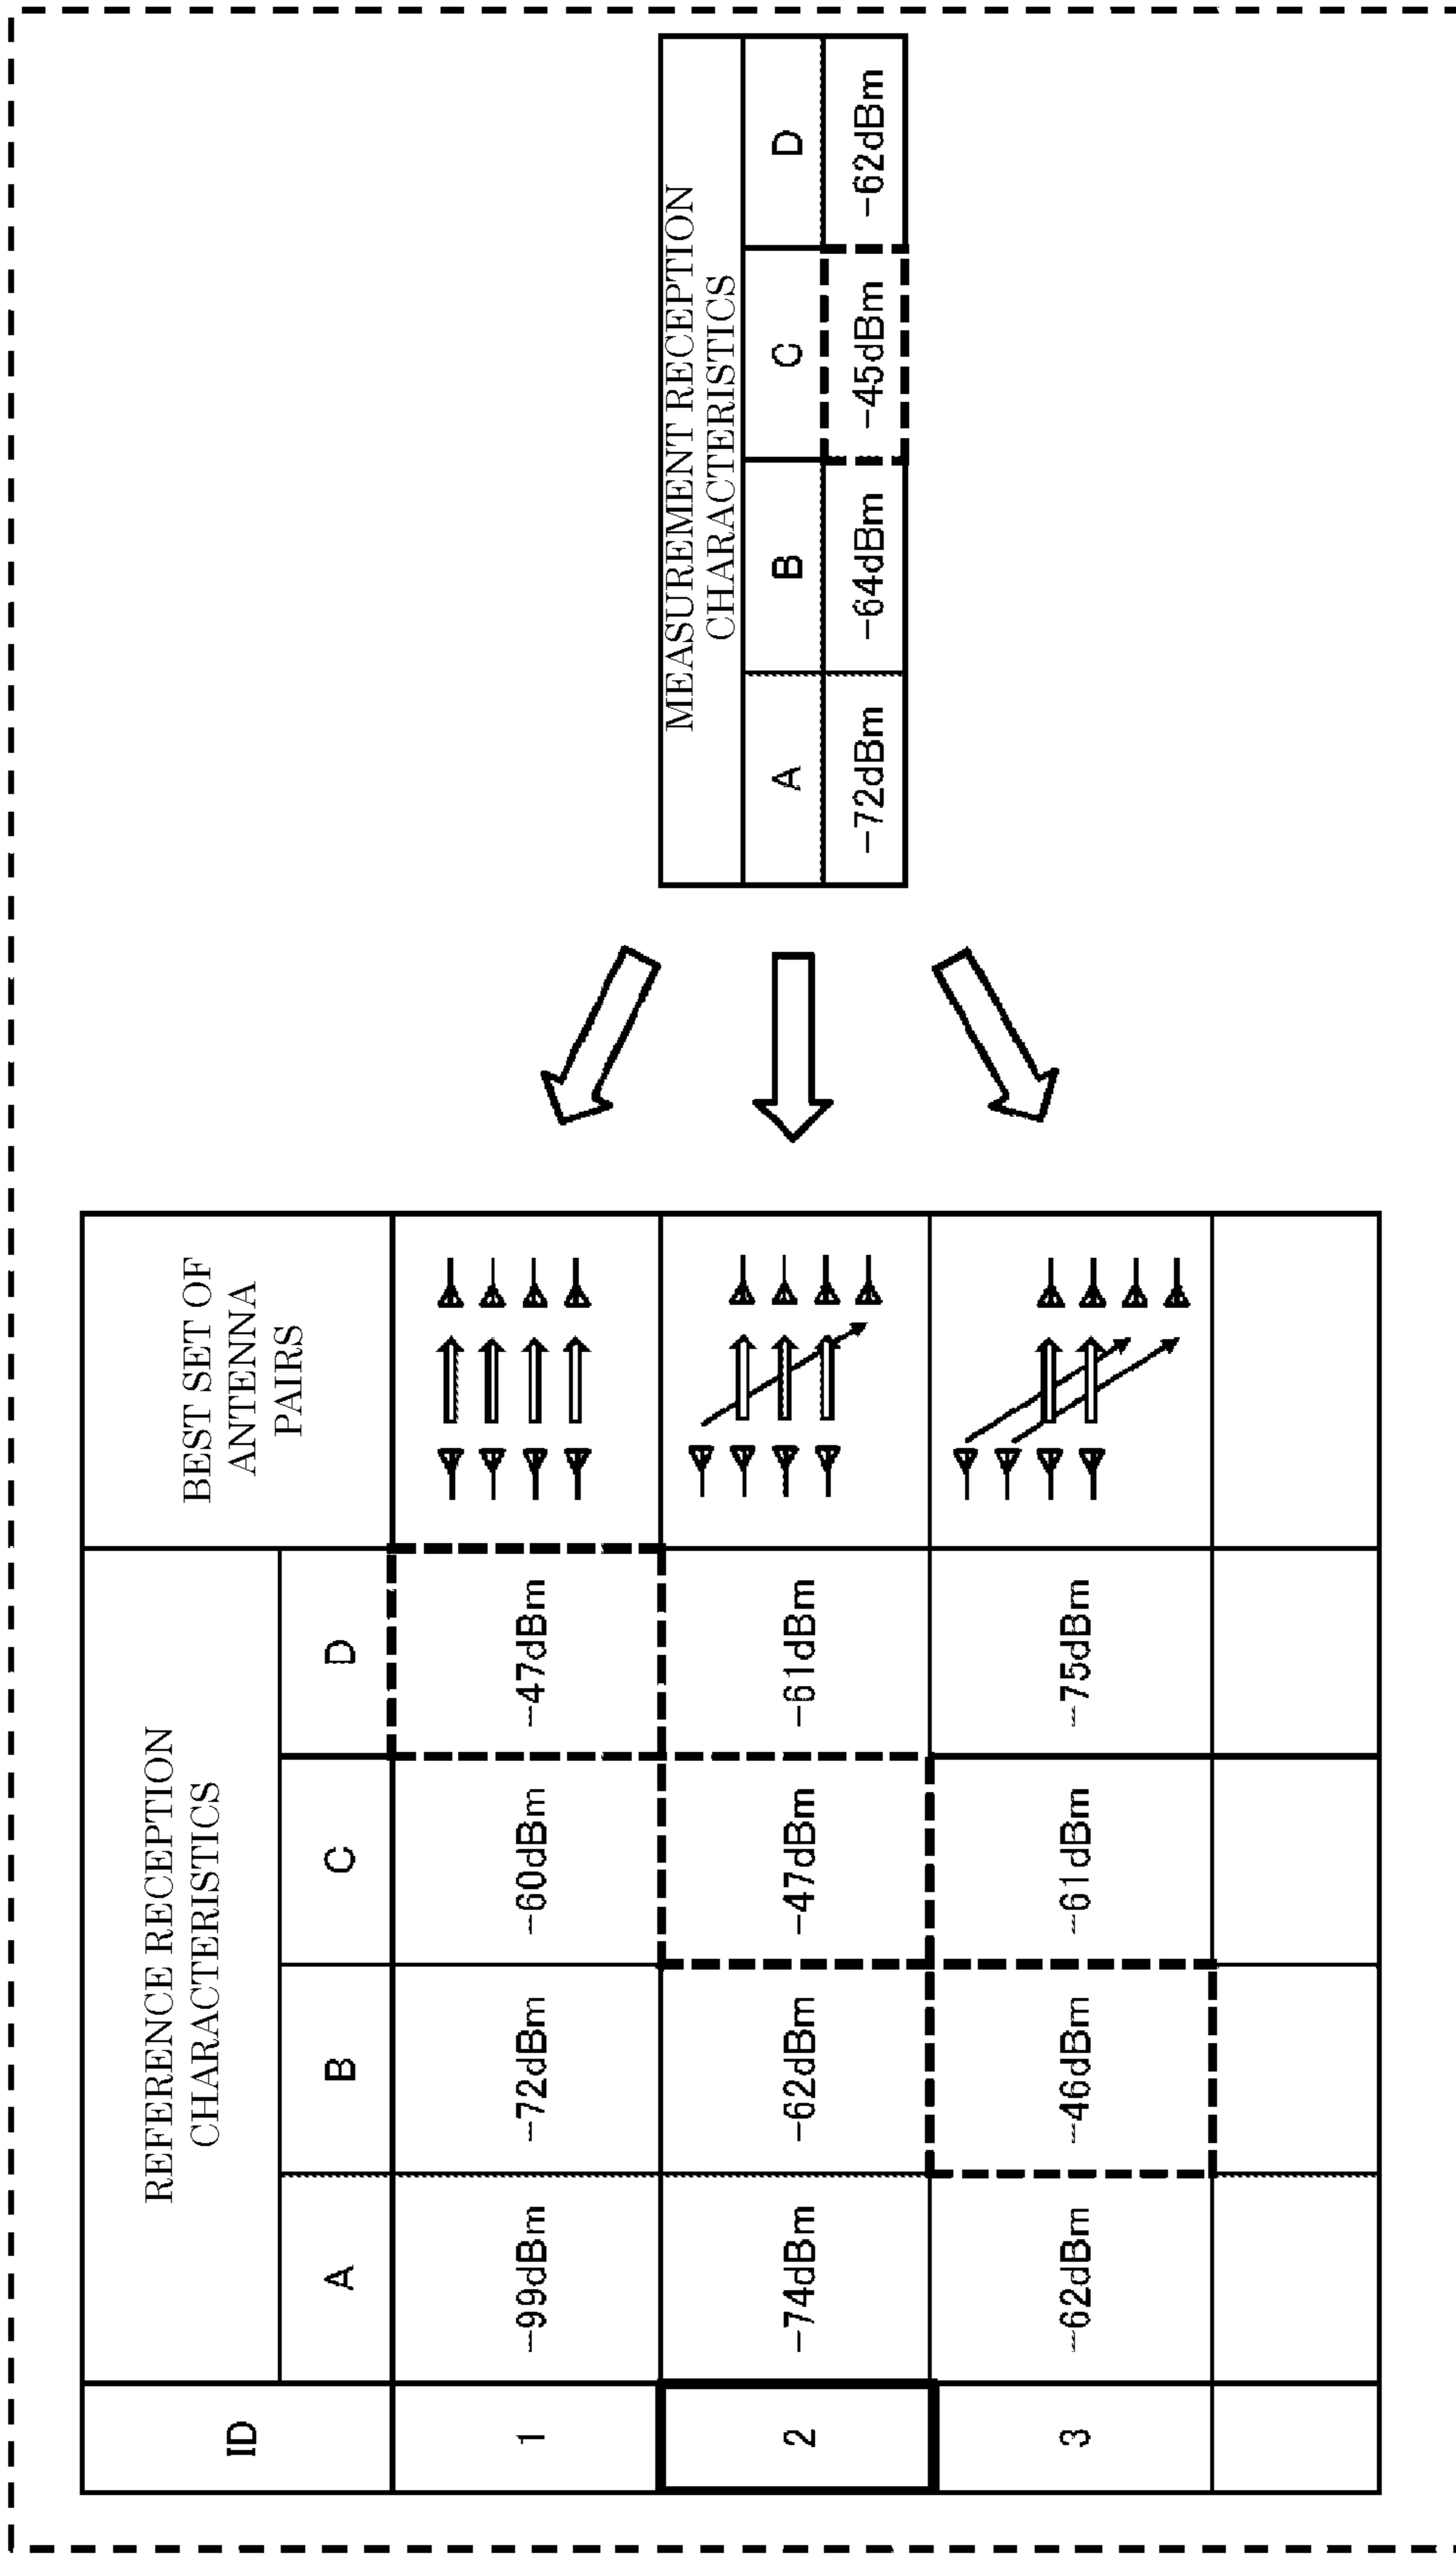 ID
REFERENCE RECEPTION
CHARACTERISTICS
BEST SET OF
ANTENNA
PAIRS
A B C D
1 -99dBm -72dBm -60dBm -47dBm
2 -74dBm -62dBm -47dBm -61dBm
3 -62dBm -46dBm -61dBm -75dBm
MEASUREMENT RECEPTION
CHARACTERISTICS
A B C D
-72dBm -64dBm -45dBm -62dBm